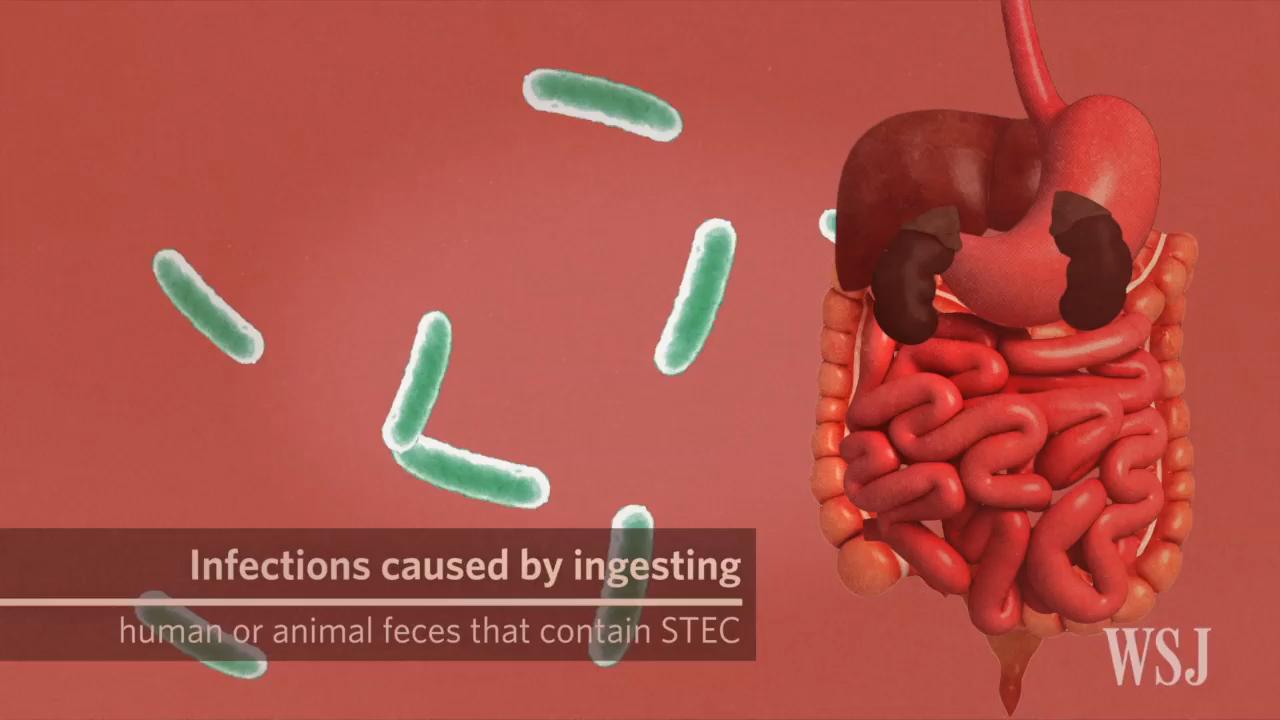 Infections caused by ingesting
human or animal feces that contain STEC
WSJ